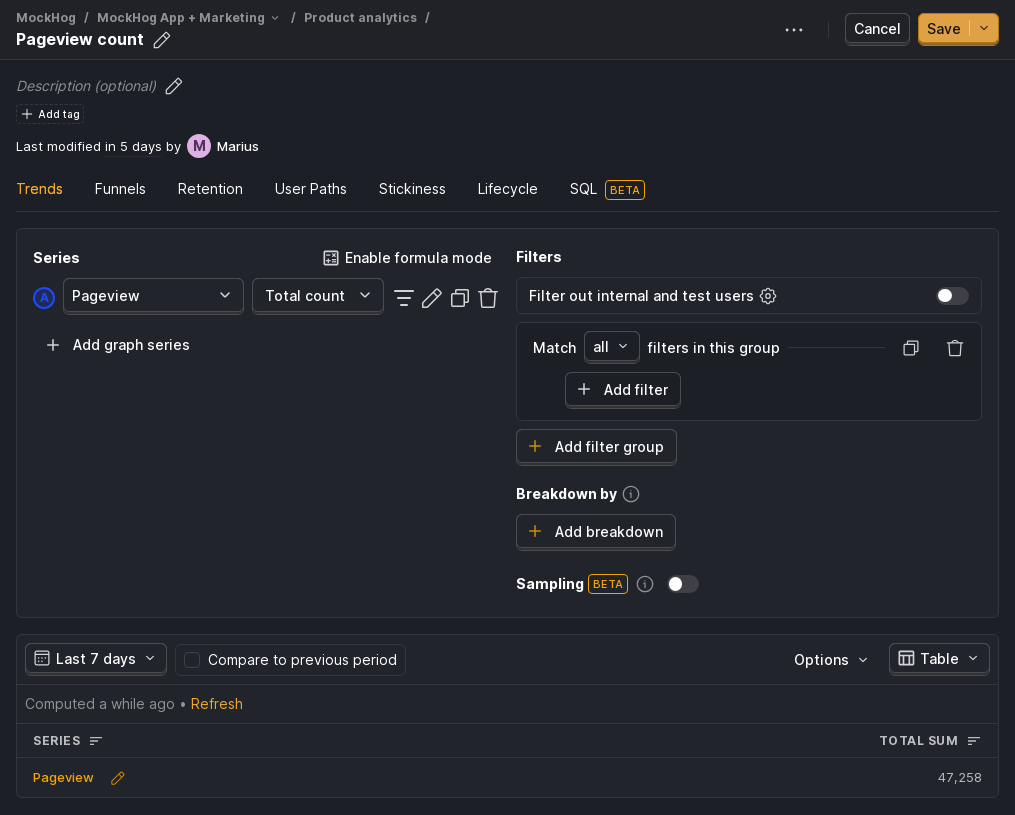 MockHog / MockHog App + Marketing / Product analytics /
Pageview count
Cancel
Save
Description (optional)
+ Add tag
Last modified in 5 days by M Marius
Trends Funnels Retention User Paths Stickiness Lifecycle SQL BETA
Series
Enable formula mode
A Pageview Total count
+ Add graph series
Filters
Filter out internal and test users
Match all filters in this group
+ Add filter
+ Add filter group
Breakdown by
+ Add breakdown
Sampling BETA
Last 7 days Compare to previous period Options Table
Computed a while ago • Refresh
SERIES TOTAL SUM
Pageview 47,258